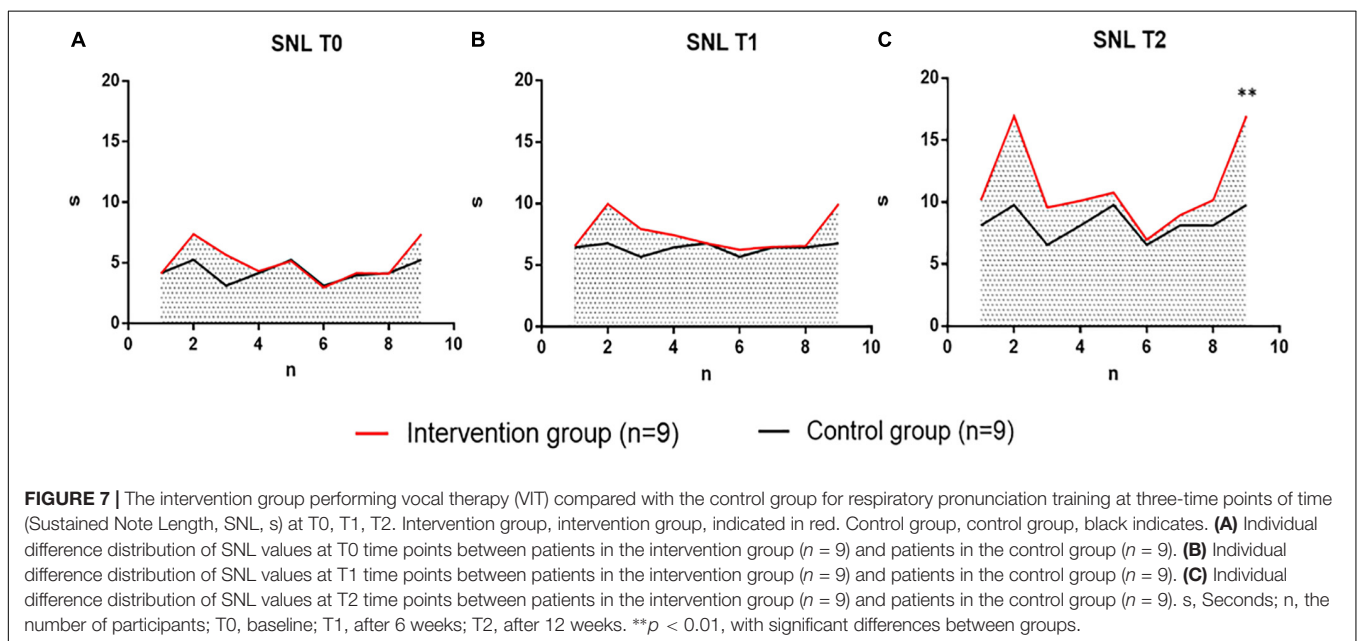 A SNL T0
B SNL T1
C SNL T2
20
15
10
5
0
s
0 2 4 6 8 10
n
20
15
10
5
0
s
0 2 4 6 8 10
n
20
15
10
5
0
s
**
0 2 4 6 8 10
n
Intervention group (n=9) Control group (n=9)
FIGURE 7 | The intervention group performing vocal therapy (VIT) compared with the control group for respiratory pronunciation training at three-time points of time
(Sustained Note Length, SNL, s) at T0, T1, T2. Intervention group, intervention group, indicated in red. Control group, control group, black indicates. (A) Individual
difference distribution of SNL values at T0 time points between patients in the intervention group (n = 9) and patients in the control group (n = 9). (B) Individual
difference distribution of SNL values at T1 time points between patients in the intervention group (n = 9) and patients in the control group (n = 9). (C) Individual
difference distribution of SNL values at T2 time points between patients in the intervention group (n = 9) and patients in the control group (n = 9). s, Seconds; n, the
number of participants; T0, baseline; T1, after 6 weeks; T2, after 12 weeks. **p < 0.01, with significant differences between groups.